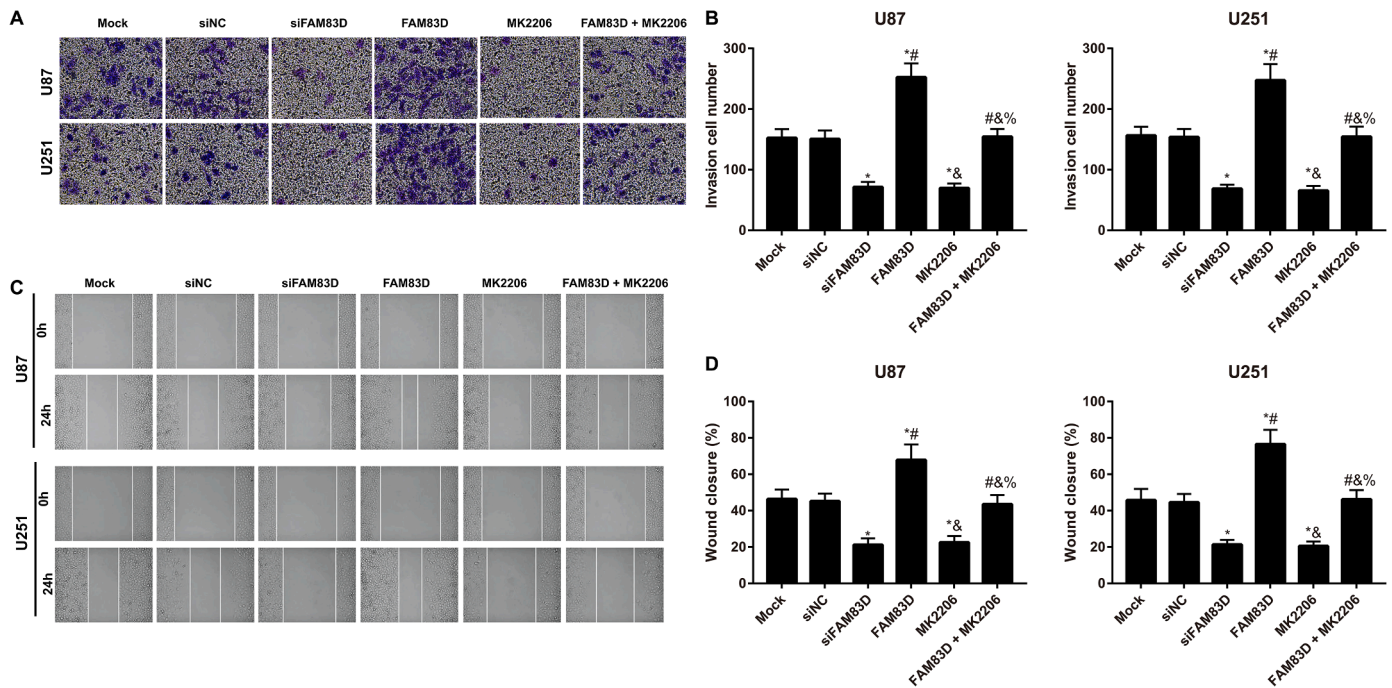 A
Mock siNC siFAM83D FAM83D MK2206 FAM83D + MK2206
U87
U251
B
U87
Invasion cell number
300
200
100
0
*
*#
*&
#&%
Mock
siNC
siFAM83D
FAM83D
MK2206
FAM83D + MK2206
U251
Invasion cell number
300
200
100
0
*
*#
*&
#&%
Mock
siNC
siFAM83D
FAM83D
MK2206
FAM83D + MK2206
C
Mock siNC siFAM83D FAM83D MK2206 FAM83D + MK2206
U87
0h
24h
U251
0h
24h
D
U87
Wound closure (%)
100
80
60
40
20
0
*
*#
*&
#&%
Mock
siNC
siFAM83D
FAM83D
MK2206
FAM83D + MK2206
U251
Wound closure (%)
100
80
60
40
20
0
*
*#
*&
#&%
Mock
siNC
siFAM83D
FAM83D
MK2206
FAM83D + MK2206